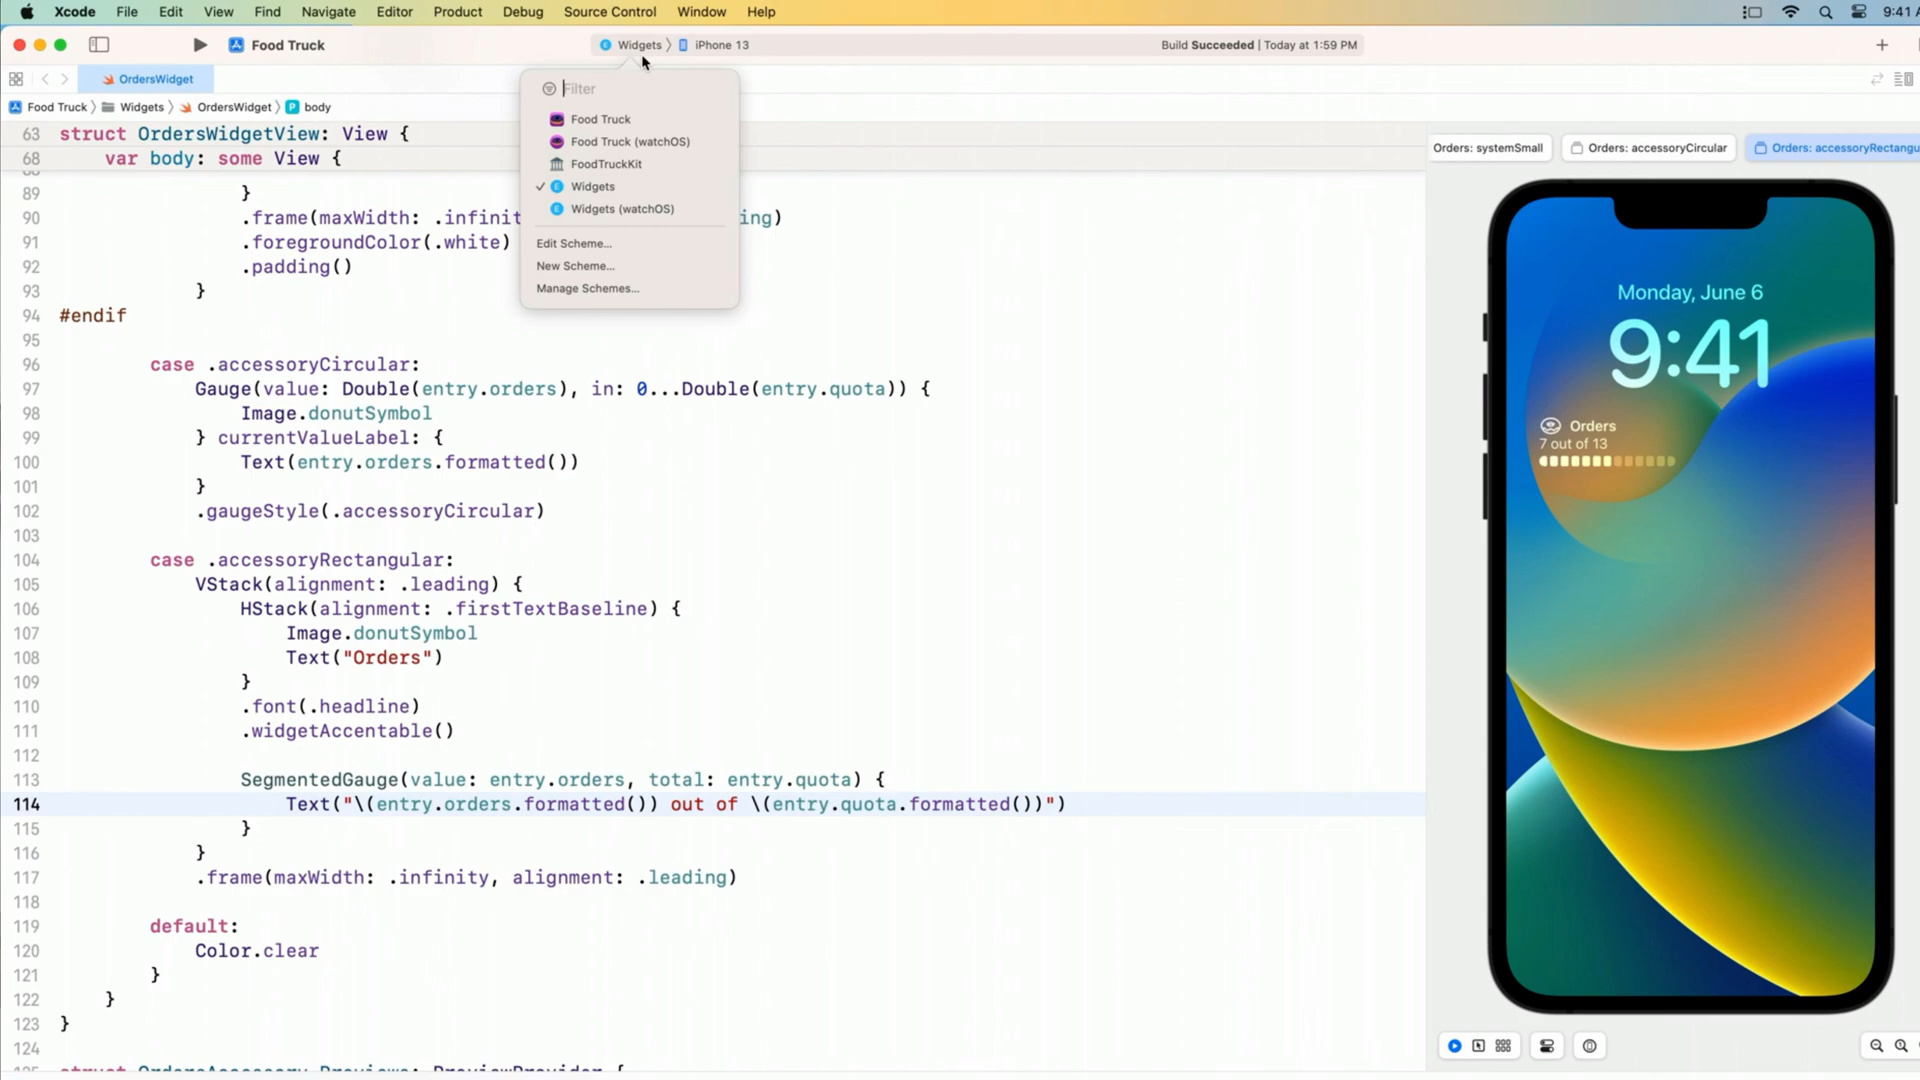 Xcode File Edit View Find Navigate Editor Product Debug Source Control Window Help 9:41
Food Truck
Widgets iPhone 13
Build Succeeded | Today at 1:59 PM
OrdersWidget
Food Truck Widgets OrdersWidget P body
63 struct OrdersWidgetView: View {
68 var body: some View {
89 }
90 .frame(maxWidth: .infinit ing)
91 .foregroundColor(.white)
92 .padding()
93 }
94 #endif
95
96 case .accessoryCircular:
97 Gauge(value: Double(entry.orders), in: 0...Double(entry.quota)) {
98 Image.donutSymbol
99 } currentValueLabel: {
100 Text(entry.orders.formatted())
101 }
102 .gaugeStyle(.accessoryCircular)
103
104 case .accessoryRectangular:
105 VStack(alignment: .leading) {
106 HStack(alignment: .firstTextBaseline) {
107 Image.donutSymbol
108 Text("Orders")
109 }
110 .font(.headline)
111 .widgetAccentable()
112
113 SegmentedGauge(value: entry.orders, total: entry.quota) {
114 Text("\(entry.orders.formatted()) out of \(entry.quota.formatted())")
115 }
116 }
117 .frame(maxWidth: .infinity, alignment: .leading)
118
119 default:
120 Color.clear
121 }
122 }
123 }
124
Filter
Food Truck
Food Truck (watchOS)
FoodTruckKit
Widgets
Widgets (watchOS)
Edit Scheme...
New Scheme...
Manage Schemes...
Orders: systemSmall
Orders: accessoryCircular
Orders: accessoryRectangu
Monday, June 6
9:41
Orders
7 out of 13